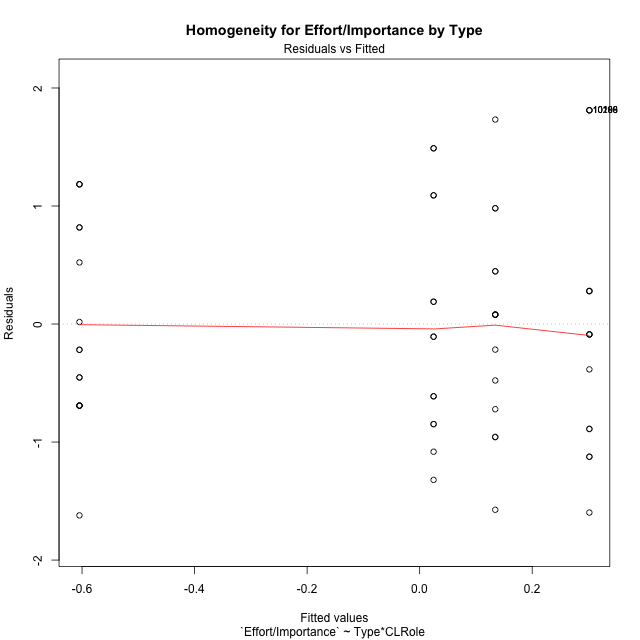 Homogeneity for Effort/Importance by Type
Residuals vs Fitted
2
1
0
-1
-2
Residuals
-0.6
-0.4
-0.2
0.0
0.2
Fitted values
`Effort/Importance` ~ Type*CLRole